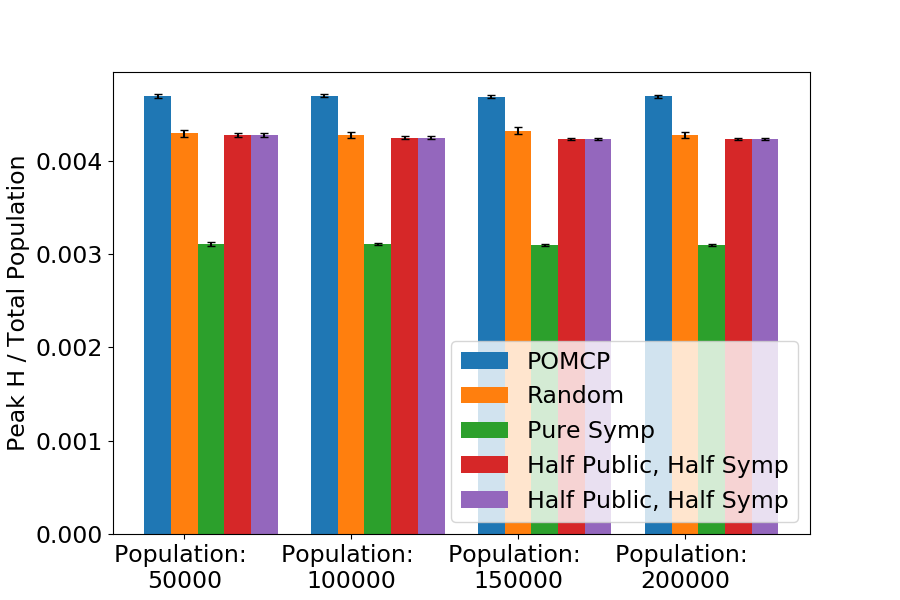 Peak H / Total Population
0.004
0.003
0.002
0.001
0.000
POMCP
Random
Pure Symp
Half Public, Half Symp
Half Public, Half Symp
Population:
50000
Population:
100000
Population:
150000
Population:
200000